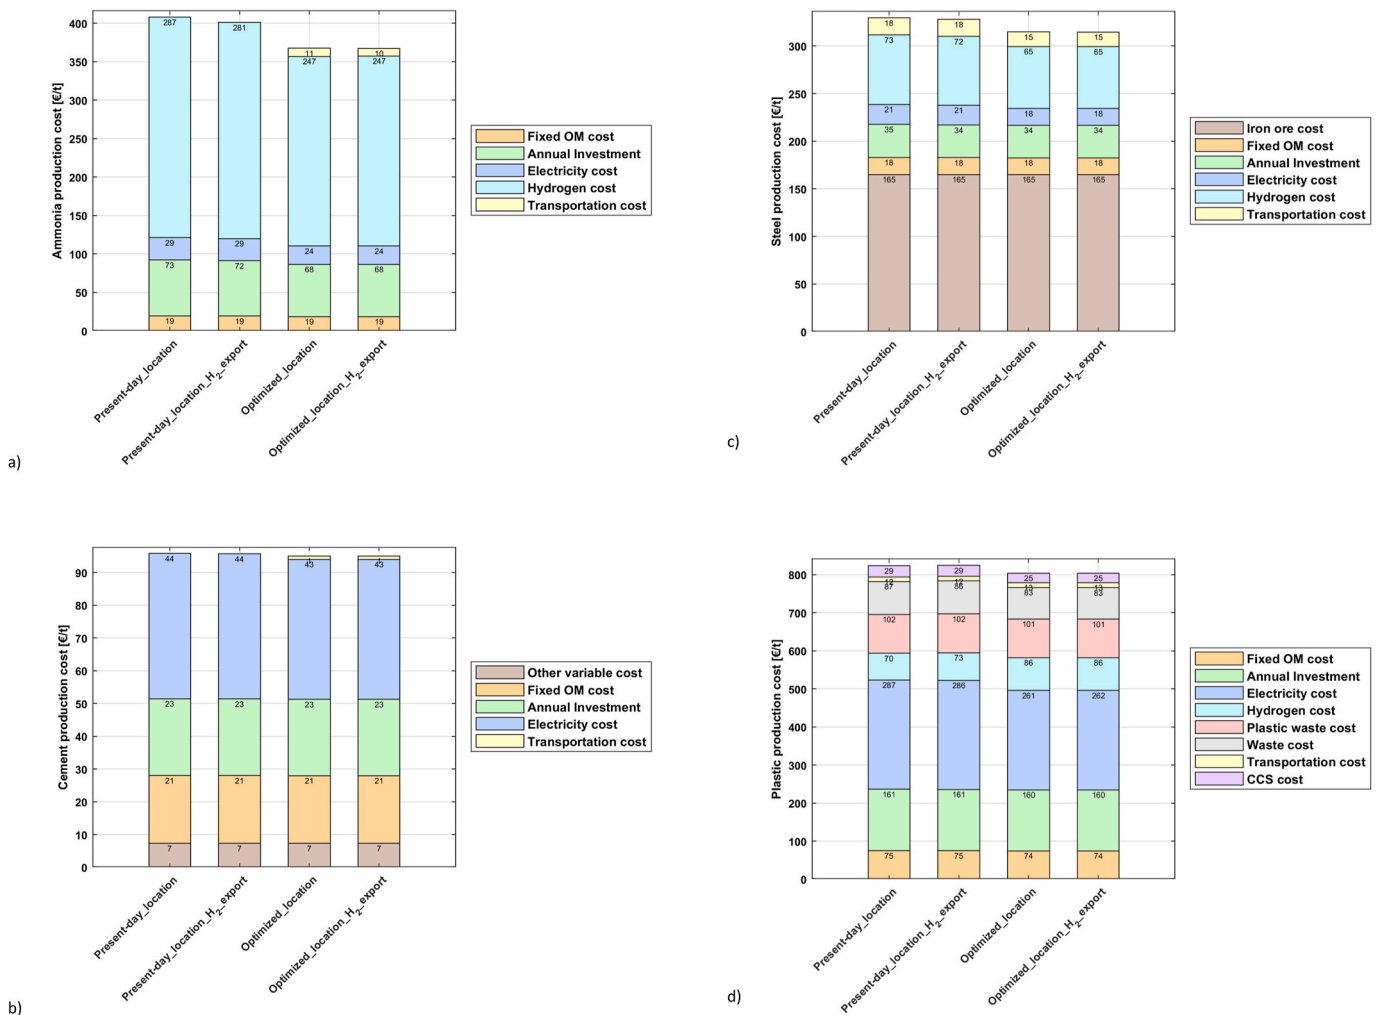 Ammonia production cost [€/t]
400
350
300
250
200
150
100
50
0
287
29
73
19
281
29
72
19
11
247
24
68
19
10
247
24
68
19
Present-day_location
Present-day_location_H2_export
Optimized_location
Optimized_location_H2_export
Fixed OM cost
Annual Investment
Electricity cost
Hydrogen cost
Transportation cost
a)
Steel production cost [€/t]
300
250
200
150
100
50
0
18
73
21
35
18
165
18
72
21
34
18
165
15
65
18
34
18
165
15
65
18
34
18
165
Present-day_location
Present-day_location_H2_export
Optimized_location
Optimized_location_H2_export
Iron ore cost
Fixed OM cost
Annual Investment
Electricity cost
Hydrogen cost
Transportation cost
c)
Cement production cost [€/t]
90
80
70
60
50
40
30
20
10
0
44
23
21
7
44
23
21
7
43
23
21
7
43
23
21
7
Present-day_location
Present-day_location_H2_export
Optimized_location
Optimized_location_H2_export
Other variable cost
Fixed OM cost
Annual Investment
Electricity cost
Transportation cost
b)
Plastic production cost [€/t]
800
700
600
500
400
300
200
100
0
29
12
87
102
70
287
161
75
29
12
86
102
73
286
161
75
25
13
83
101
86
261
160
74
25
13
83
101
86
262
160
74
Present-day_location
Present-day_location_H2_export
Optimized_location
Optimized_location_H2_export
Fixed OM cost
Annual Investment
Electricity cost
Hydrogen cost
Plastic waste cost
Waste cost
Transportation cost
CCS cost
d)